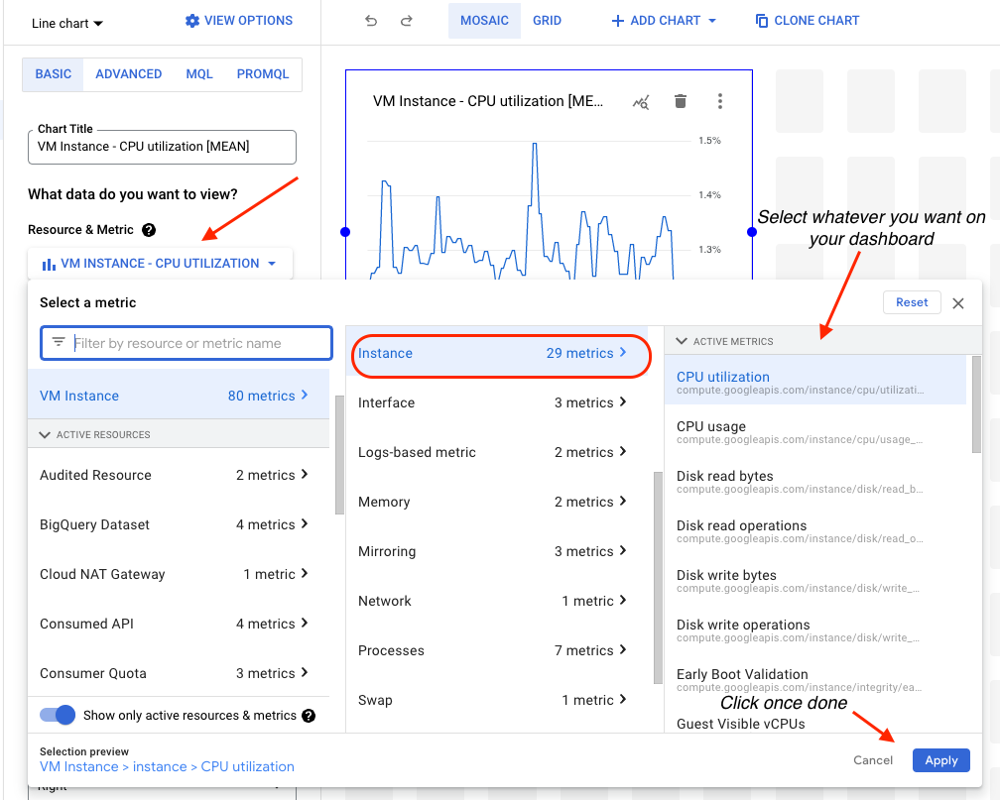 Line chart
VIEW OPTIONS
MOSAIC
GRID
ADD CHART
CLONE CHART
BASIC
ADVANCED
MQL
PROMQL
Chart Title
VM Instance - CPU utilization [MEAN]
VM Instance - CPU utilization [ME...
1.5%
1.4%
1.3%
What data do you want to view?
Resource & Metric
VM INSTANCE - CPU UTILIZATION
Select whatever you want on
your dashboard
Select a metric
Reset
Filter by resource or metric name
VM Instance 80 metrics
ACTIVE RESOURCES
Audited Resource 2 metrics
BigQuery Dataset 4 metrics
Cloud NAT Gateway 1 metric
Consumed API 4 metrics
Consumer Quota 3 metrics
Show only active resources & metrics
Instance 29 metrics
Interface 3 metrics
Logs-based metric 2 metrics
Memory 2 metrics
Mirroring 3 metrics
Network 1 metric
Processes 7 metrics
Swap 1 metric
ACTIVE METRICS
CPU utilization
compute.googleapis.com/instance/cpu/utilizati...
CPU usage
compute.googleapis.com/instance/cpu/usage_...
Disk read bytes
compute.googleapis.com/instance/disk/read_b...
Disk read operations
compute.googleapis.com/instance/disk/read_o...
Disk write bytes
compute.googleapis.com/instance/disk/write_...
Disk write operations
compute.googleapis.com/instance/disk/write_...
Early Boot Validation
compute.googleapis.com/instance/integrity/ea...
Click once done
Guest Visible vCPUs
Selection preview
VM Instance > instance > CPU utilization
Cancel
Apply
Right